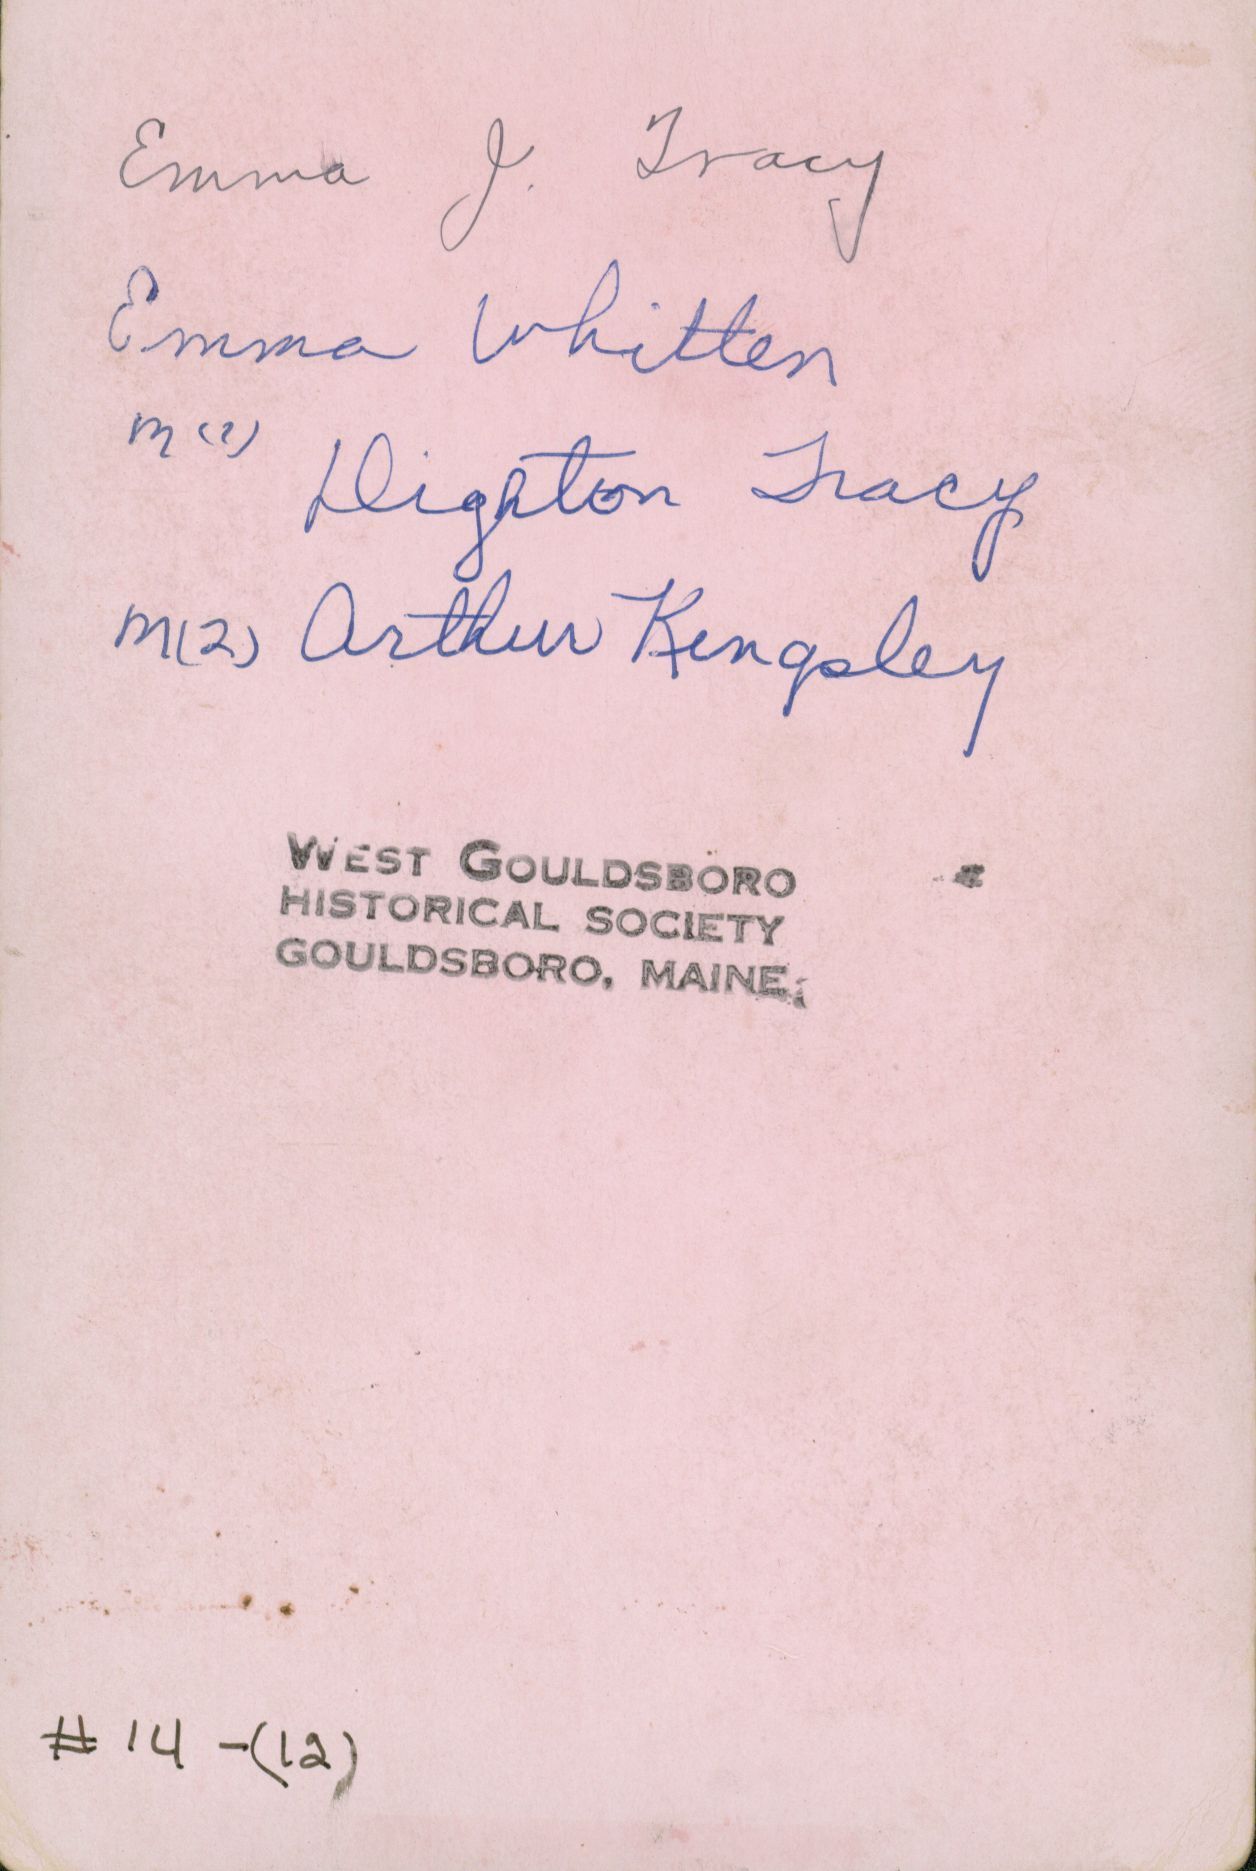 Emma J. Tracy
Emma Whitten
m(1) Dighton Tracy
m(2) Arthur Kingsley
WEST GOULDSBORO
HISTORICAL SOCIETY
GOULDSBORO, MAINE
# 14 -(12)